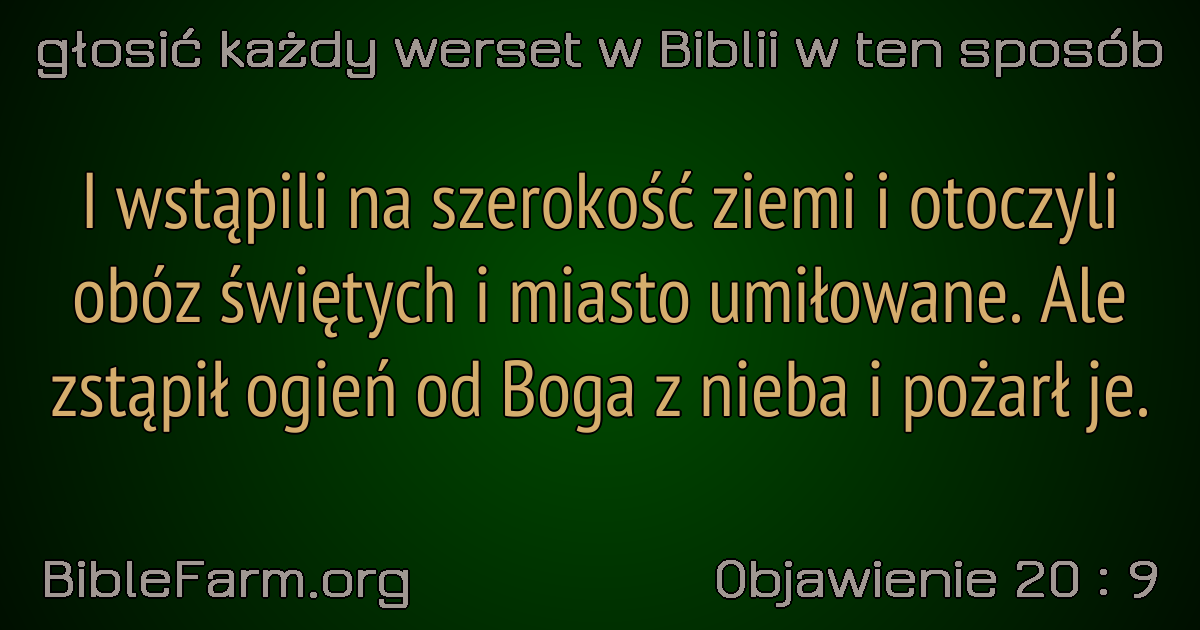 głosić każdy werset w Biblii w ten sposób
I wstąpili na szerokość ziemi i otoczyli
obóz świętych i miasto umiłowane. Ale
zstąpił ogień od Boga z nieba i pożarł je.
BibleFarm.org
Objawienie 20 : 9